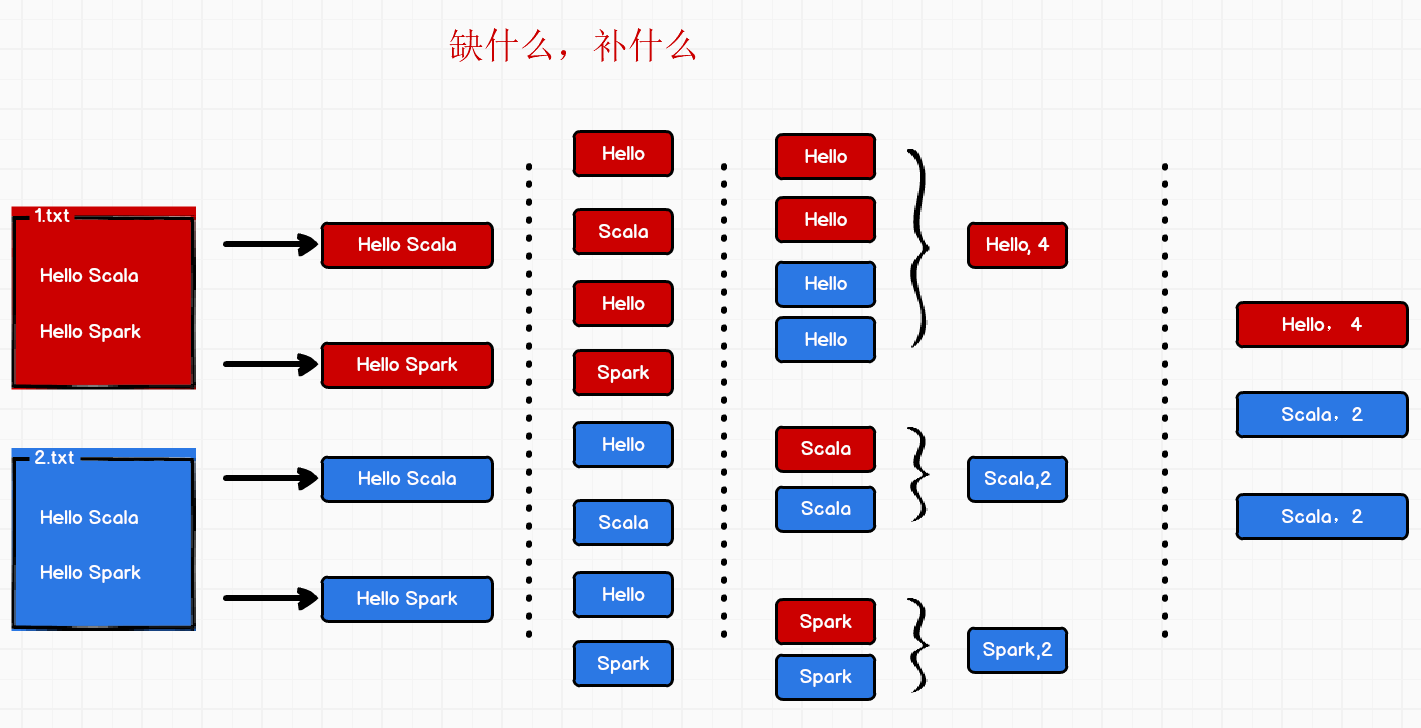 缺什么，补什么
1.txt
Hello Scala
Hello Spark
2.txt
Hello Scala
Hello Spark
Hello Scala
Hello Spark
Hello Scala
Hello Spark
Hello
Scala
Hello
Spark
Hello
Scala
Hello
Spark
Hello
Hello
Hello
Hello
Scala
Scala
Spark
Spark
Hello, 4
Scala,2
Spark,2
Hello， 4
Scala，2
Scala，2